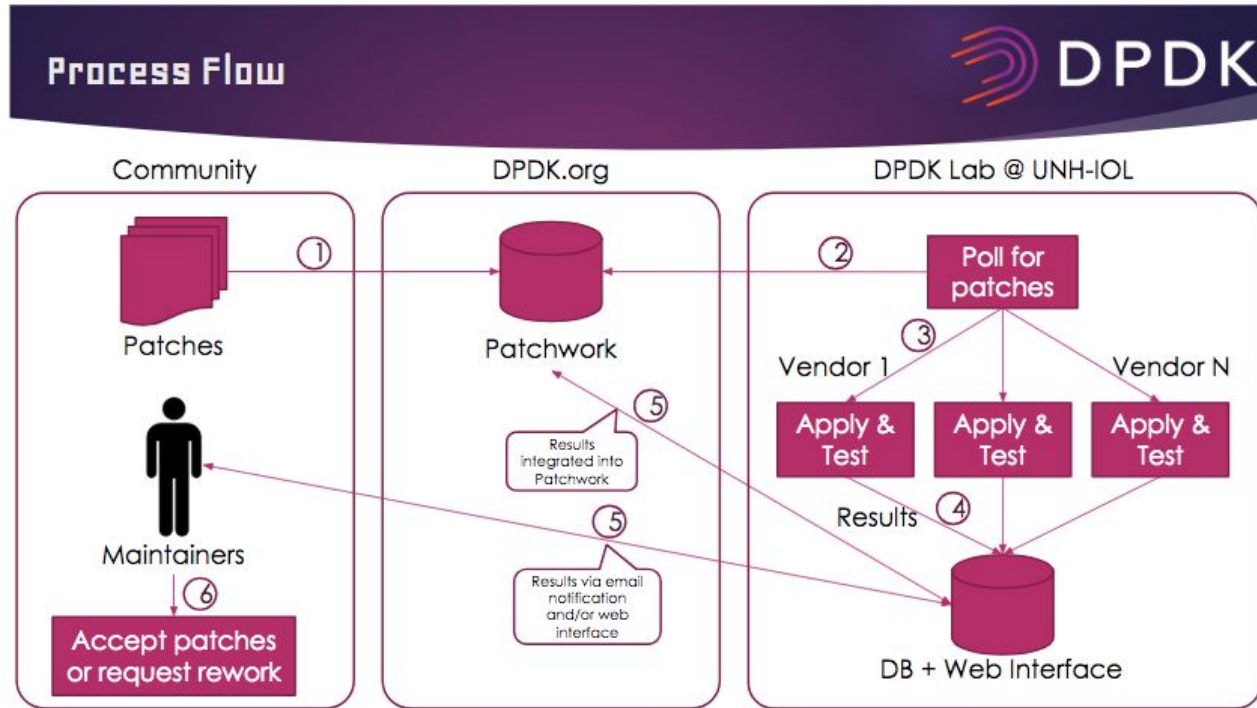 Process Flow
DPDK
Community
DPDK.org
DPDK Lab @ UNH-IOL
1
2
Poll for
patches
Patches
Patchwork
3
Vendor 1
Vendor N
Apply &
Test
Apply &
Test
Apply &
Test
5
Results
integrated into
Patchwork
Results
4
5
Maintainers
Results via email
notification
and/or web
interface
6
Accept patches
or request rework
DB + Web Interface